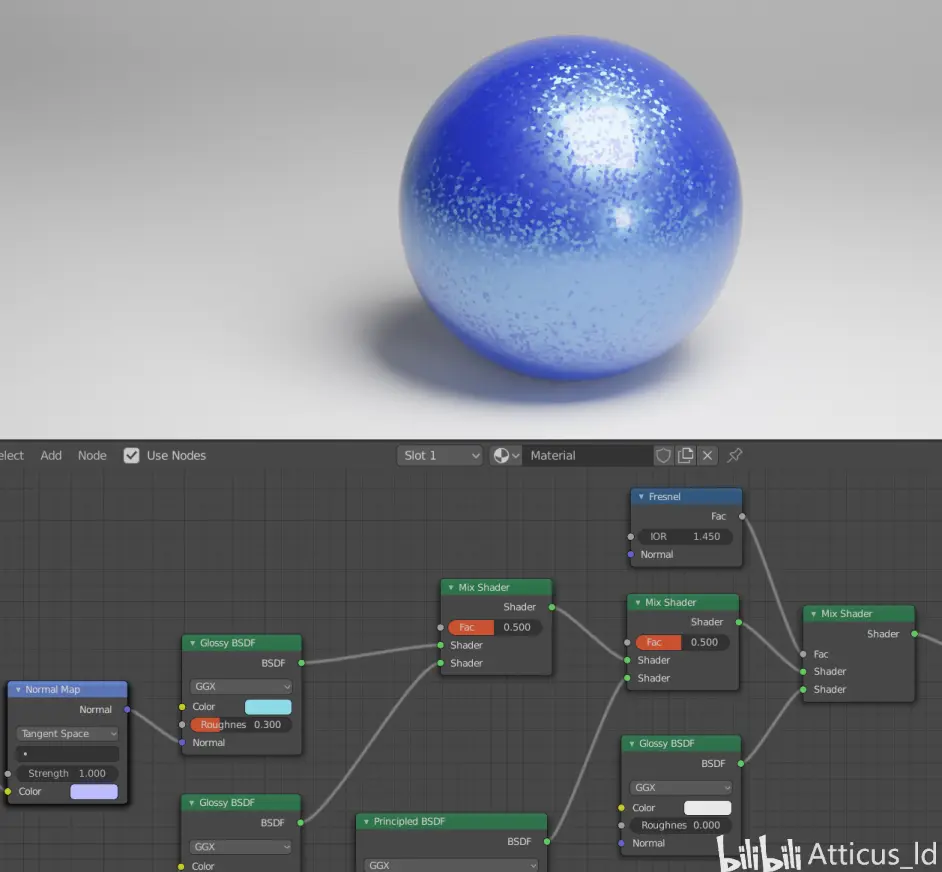 elect Add Node Use Nodes Slot 1 Material
Fresnel
Fac
IOR 1.450
Normal
Mix Shader
Shader
Fac 0.500
Shader
Shader
Mix Shader
Shader
Fac 0.500
Shader
Shader
Mix Shader
Shader
Fac
Shader
Shader
Glossy BSDF
BSDF
GGX
Color
Roughnes 0.300
Normal
Normal Map
Normal
Tangent Space
Strength 1.000
Color
Glossy BSDF
BSDF
GGX
Color
Roughnes 0.000
Normal
Glossy BSDF
BSDF
GGX
Color
Principled BSDF
BSDF
GGX
bilibili Atticus_ld